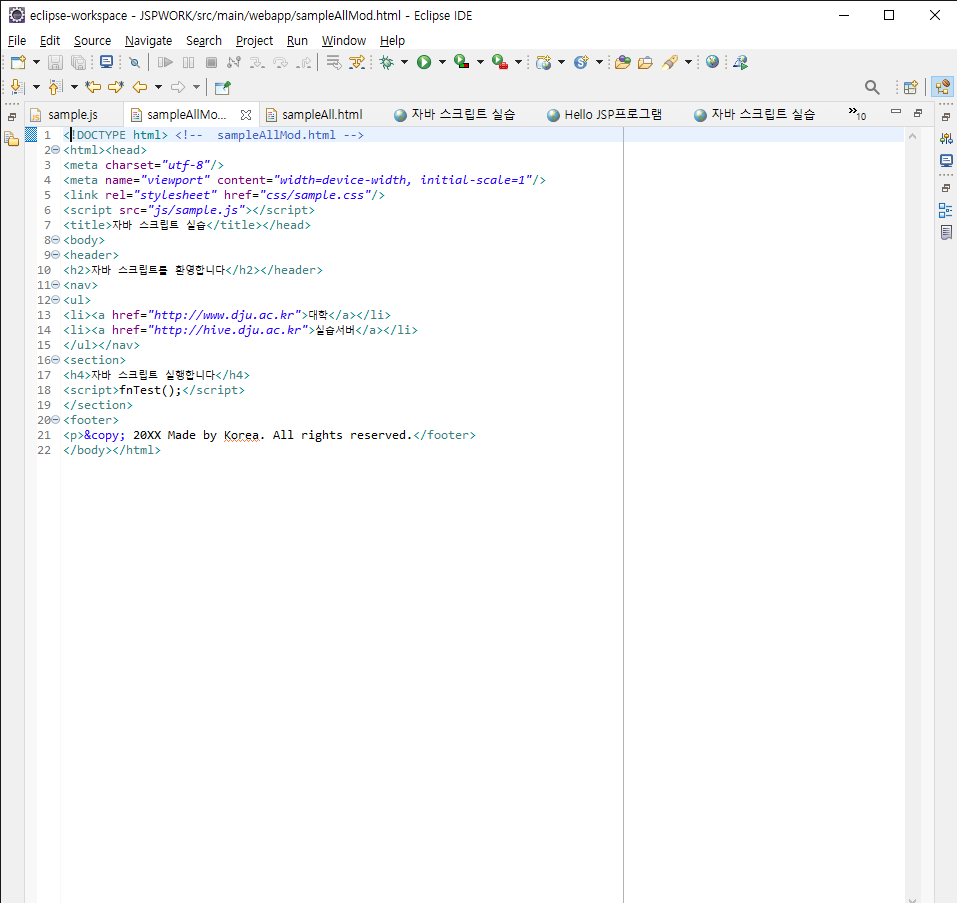 eclipse-workspace - JSPWORK/src/main/webapp/sampleAllMod.html - Eclipse IDE
File Edit Source Navigate Search Project Run Window Help
sample.js sampleAllMo... sampleAll.html 자바 스크립트 실습 Hello JSP프로그램 자바 스크립트 실습 »10
1 <!DOCTYPE html> <!--  sampleAllMod.html -->
2 <html><head>
3 <meta charset="utf-8"/>
4 <meta name="viewport" content="width=device-width, initial-scale=1"/>
5 <link rel="stylesheet" href="css/sample.css"/>
6 <script src="js/sample.js"></script>
7 <title>자바 스크립트 실습</title></head>
8 <body>
9 <header>
10 <h2>자바 스크립트를 환영합니다</h2></header>
11 <nav>
12 <ul>
13 <li><a href="http://www.dju.ac.kr">대학</a></li>
14 <li><a href="http://hive.dju.ac.kr">실습서버</a></li>
15 </ul></nav>
16 <section>
17 <h4>자바 스크립트 실행합니다</h4>
18 <script>fnTest();</script>
19 </section>
20 <footer>
21 <p>&copy; 20XX Made by Korea. All rights reserved.</footer>
22 </body></html>